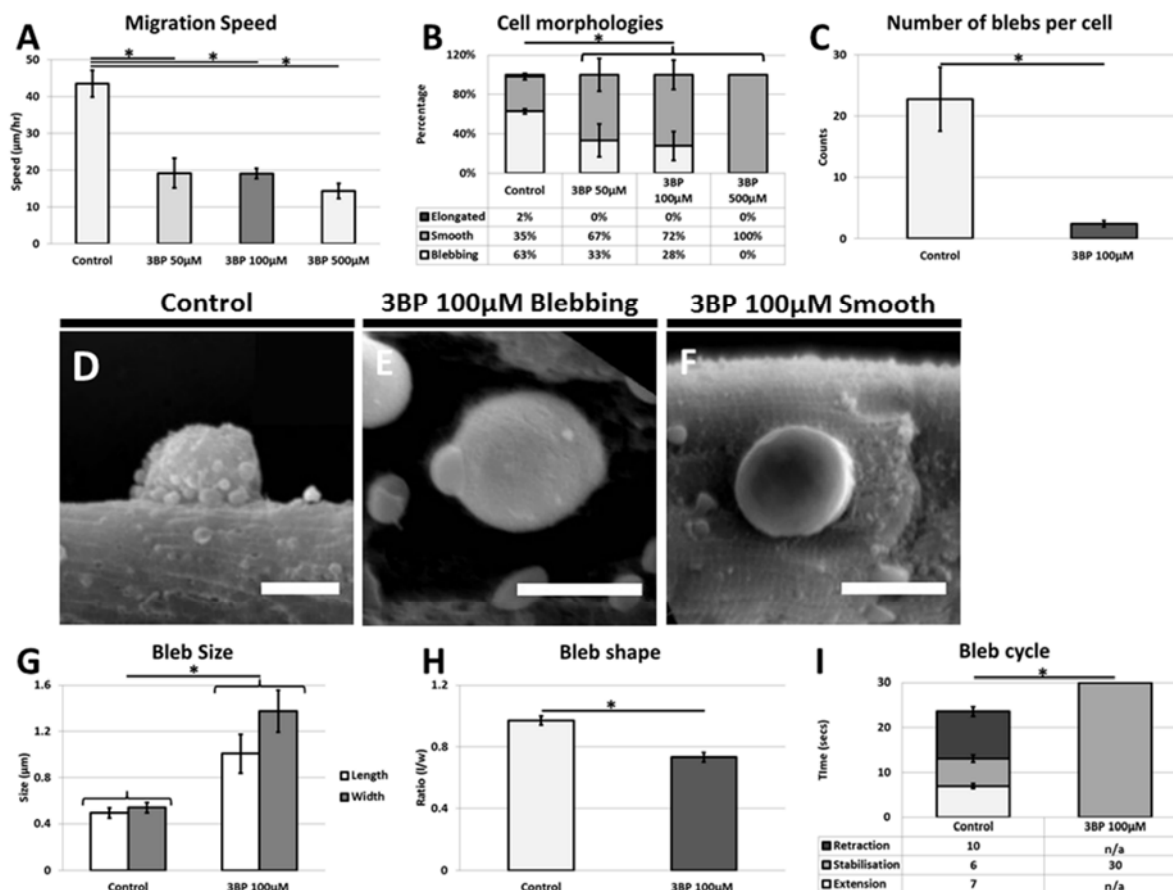 A Migration Speed
*
*
*
50
40
30
20
10
0
Speed (µm/hr)
Control 3BP 50µM 3BP 100µM 3BP 500µM
B Cell morphologies
*
120%
80%
40%
0%
Percentage
Control 3BP 50µM 3BP 100µM 3BP 500µM
Elongated 2% 0% 0% 0%
Smooth 35% 67% 72% 100%
Blebbing 63% 33% 28% 0%
C Number of blebs per cell
*
30
20
10
0
Counts
Control 3BP 100µM
Control
D
3BP 100µM Blebbing
E
3BP 100µM Smooth
F
G Bleb Size
*
1.6
1.2
0.8
0.4
0
Size (µm)
Length
Width
Control 3BP 100µM
H Bleb shape
*
1.2
0.8
0.4
0
Ratio (l/w)
Control 3BP 100µM
I Bleb cycle
*
30
20
10
0
Time (secs)
Control 3BP 100µM
Retraction 10 n/a
Stabilisation 6 30
Extension 7 n/a